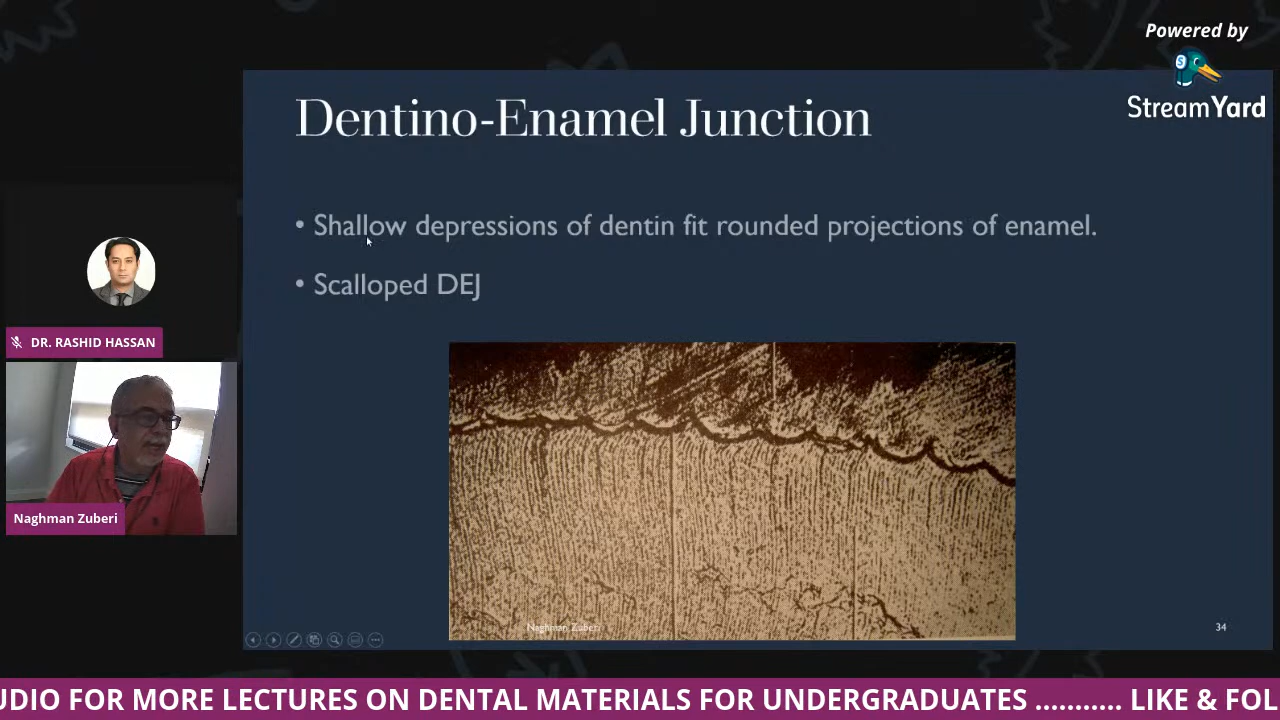 Powered by
StreamYard
Dentino-Enamel Junction
• Shallow depressions of dentin fit rounded projections of enamel.
• Scalloped DEJ
DR. RASHID HASSAN
Naghman Zuberi
Naghman Zuberi
34
UDIO FOR MORE LECTURES ON DENTAL MATERIALS FOR UNDERGRADUATES ........... LIKE & FOL